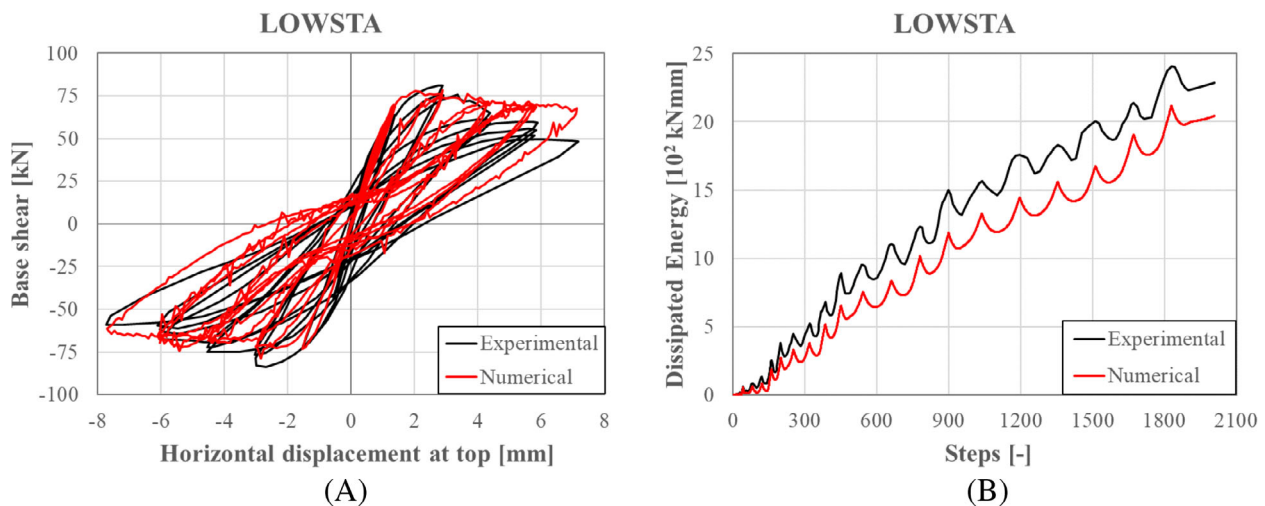 LOWSTA
100
75
50
25
0
-25
-50
-75
-100
Base shear [kN]
-8 -6 -4 -2 0 2 4 6 8
Horizontal displacement at top [mm]
Experimental
Numerical
(A)
LOWSTA
25
20
15
10
5
0
Dissipated Energy [10² kNmm]
0 300 600 900 1200 1500 1800 2100
Steps [-]
Experimental
Numerical
(B)